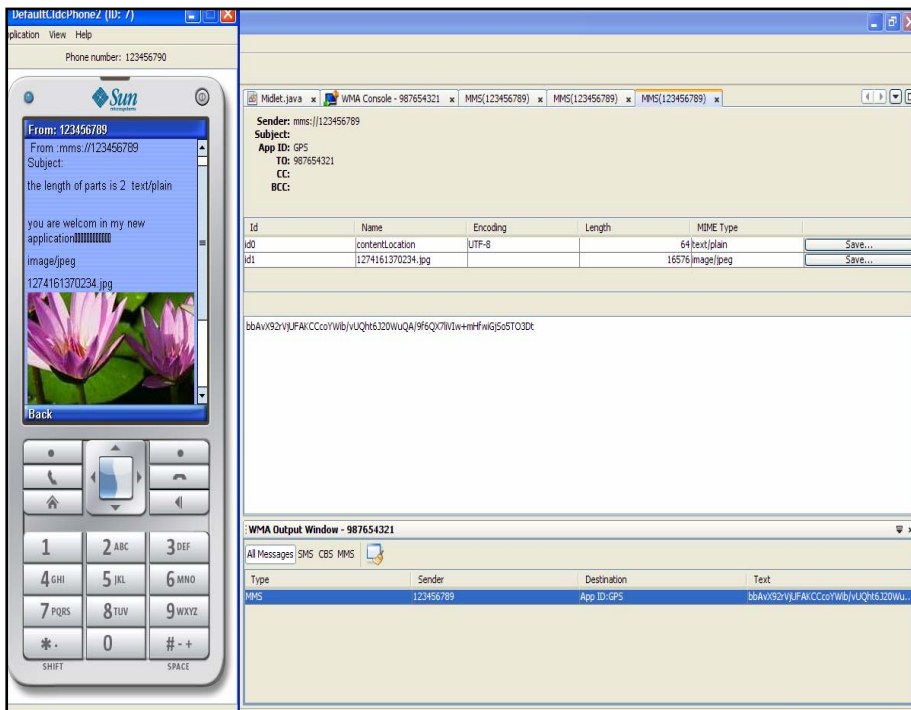 DefaultCldcPhone2 (ID: 7)
plication View Help
Phone number: 123456790
Sun
microsystems
From: 123456789
From :mms://123456789
Subject:
the length of parts is 2 text/plain
you are welcom in my new
application
image/jpeg
1274161370234.jpg
Back
1
2 ABC
3 DEF
4 GHI
5 JKL
6 MNO
7 PQRS
8 TUV
9 WXYZ
* .
0
# - +
SHIFT
SPACE
Midlet.java x WMA Console - 987654321 x MMS(123456789) x MMS(123456789) x MMS(123456789) x
Sender: mms://123456789
Subject:
App ID: GPS
TO: 987654321
CC:
BCC:
Id Name Encoding Length MIME Type
id0 contentLocation UTF-8 64 text/plain Save...
id1 1274161370234.jpg 16576 image/jpeg Save...
WMA Output Window - 987654321
All Messages SMS CBS MMS
Type Sender Destination Text
MMS 123456789 App ID:GPS